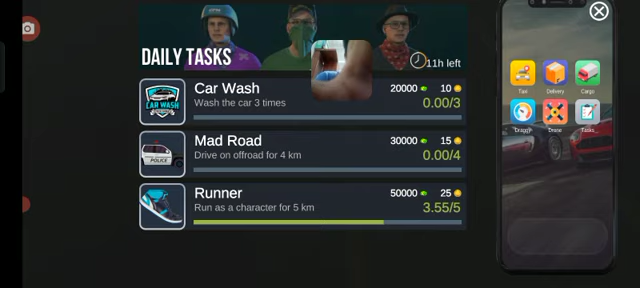 DAILY TASKS
11h left
CAR WASH
Car Wash
20000 10
Wash the car 3 times
0.00/3
POLICE
Mad Road
30000 15
Drive on offroad for 4 km
0.00/4
Runner
50000 25
Run as a character for 5 km
3.55/5
Taxi Delivery Cargo
Drone Tasks